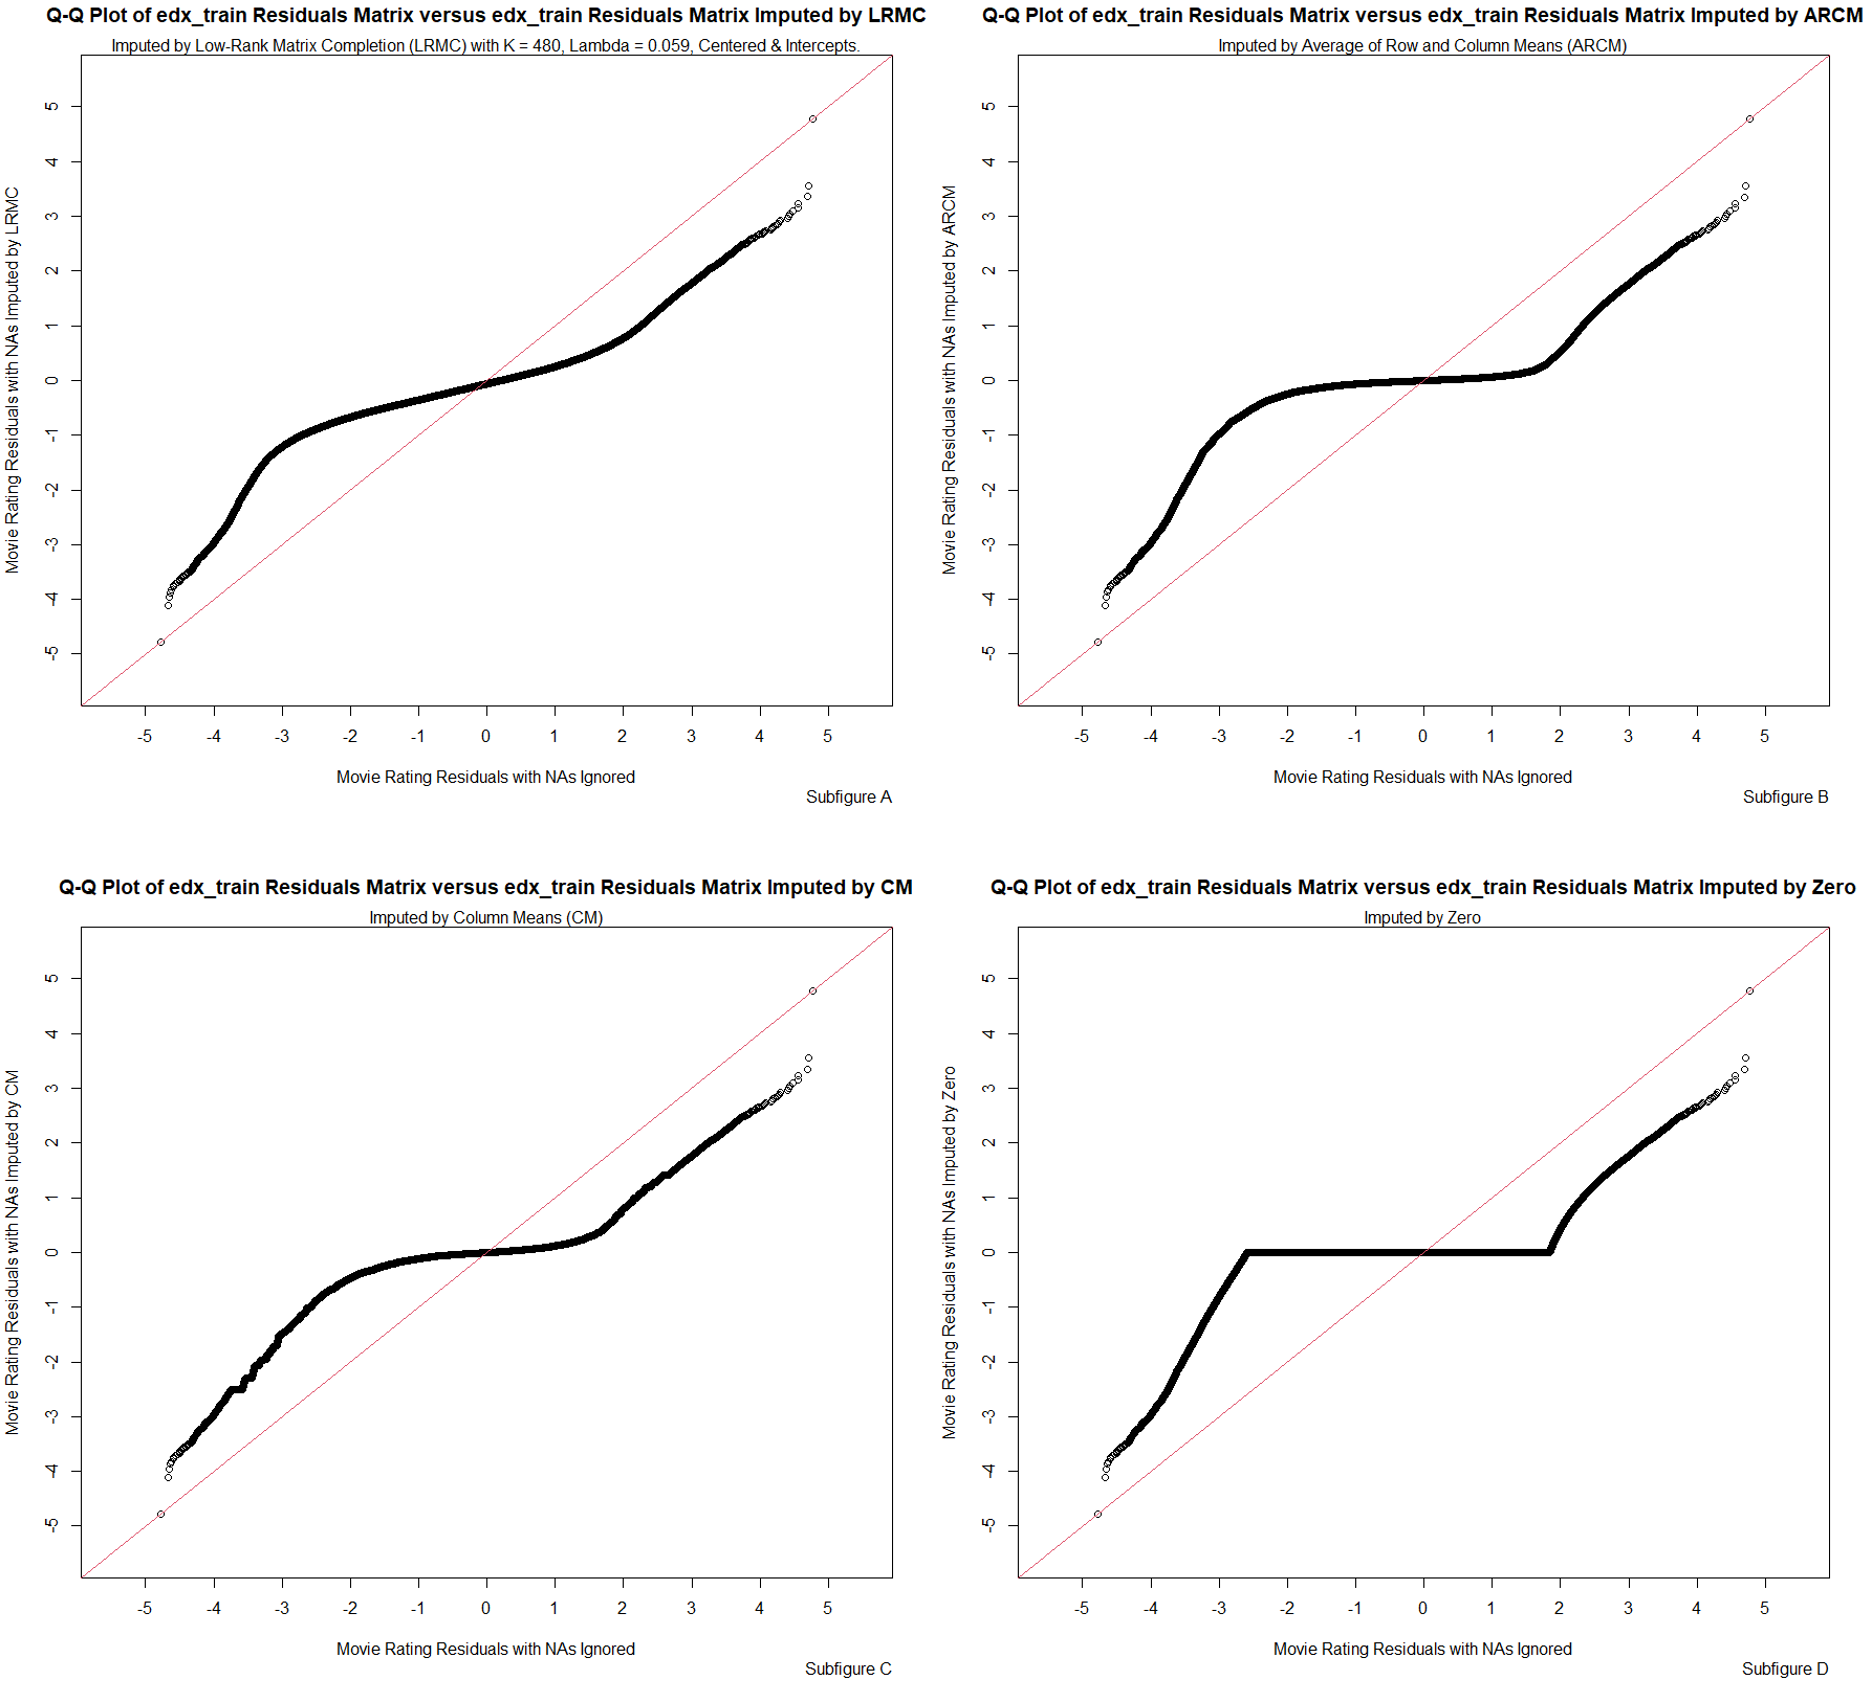 Q-Q Plot of edx_train Residuals Matrix versus edx_train Residuals Matrix Imputed by LRMC
Imputed by Low-Rank Matrix Completion (LRMC) with K = 480, Lambda = 0.059, Centered & Intercepts.
Movie Rating Residuals with NAs Imputed by LRMC
5
4
3
2
1
0
-1
-2
-3
-4
-5
-5 -4 -3 -2 -1 0 1 2 3 4 5
Movie Rating Residuals with NAs Ignored
Subfigure A
Q-Q Plot of edx_train Residuals Matrix versus edx_train Residuals Matrix Imputed by ARCM
Imputed by Average of Row and Column Means (ARCM)
Movie Rating Residuals with NAs Imputed by ARCM
5
4
3
2
1
0
-1
-2
-3
-4
-5
-5 -4 -3 -2 -1 0 1 2 3 4 5
Movie Rating Residuals with NAs Ignored
Subfigure B
Q-Q Plot of edx_train Residuals Matrix versus edx_train Residuals Matrix Imputed by CM
Imputed by Column Means (CM)
Movie Rating Residuals with NAs Imputed by CM
5
4
3
2
1
0
-1
-2
-3
-4
-5
-5 -4 -3 -2 -1 0 1 2 3 4 5
Movie Rating Residuals with NAs Ignored
Subfigure C
Q-Q Plot of edx_train Residuals Matrix versus edx_train Residuals Matrix Imputed by Zero
Imputed by Zero
Movie Rating Residuals with NAs Imputed by Zero
5
4
3
2
1
0
-1
-2
-3
-4
-5
-5 -4 -3 -2 -1 0 1 2 3 4 5
Movie Rating Residuals with NAs Ignored
Subfigure D